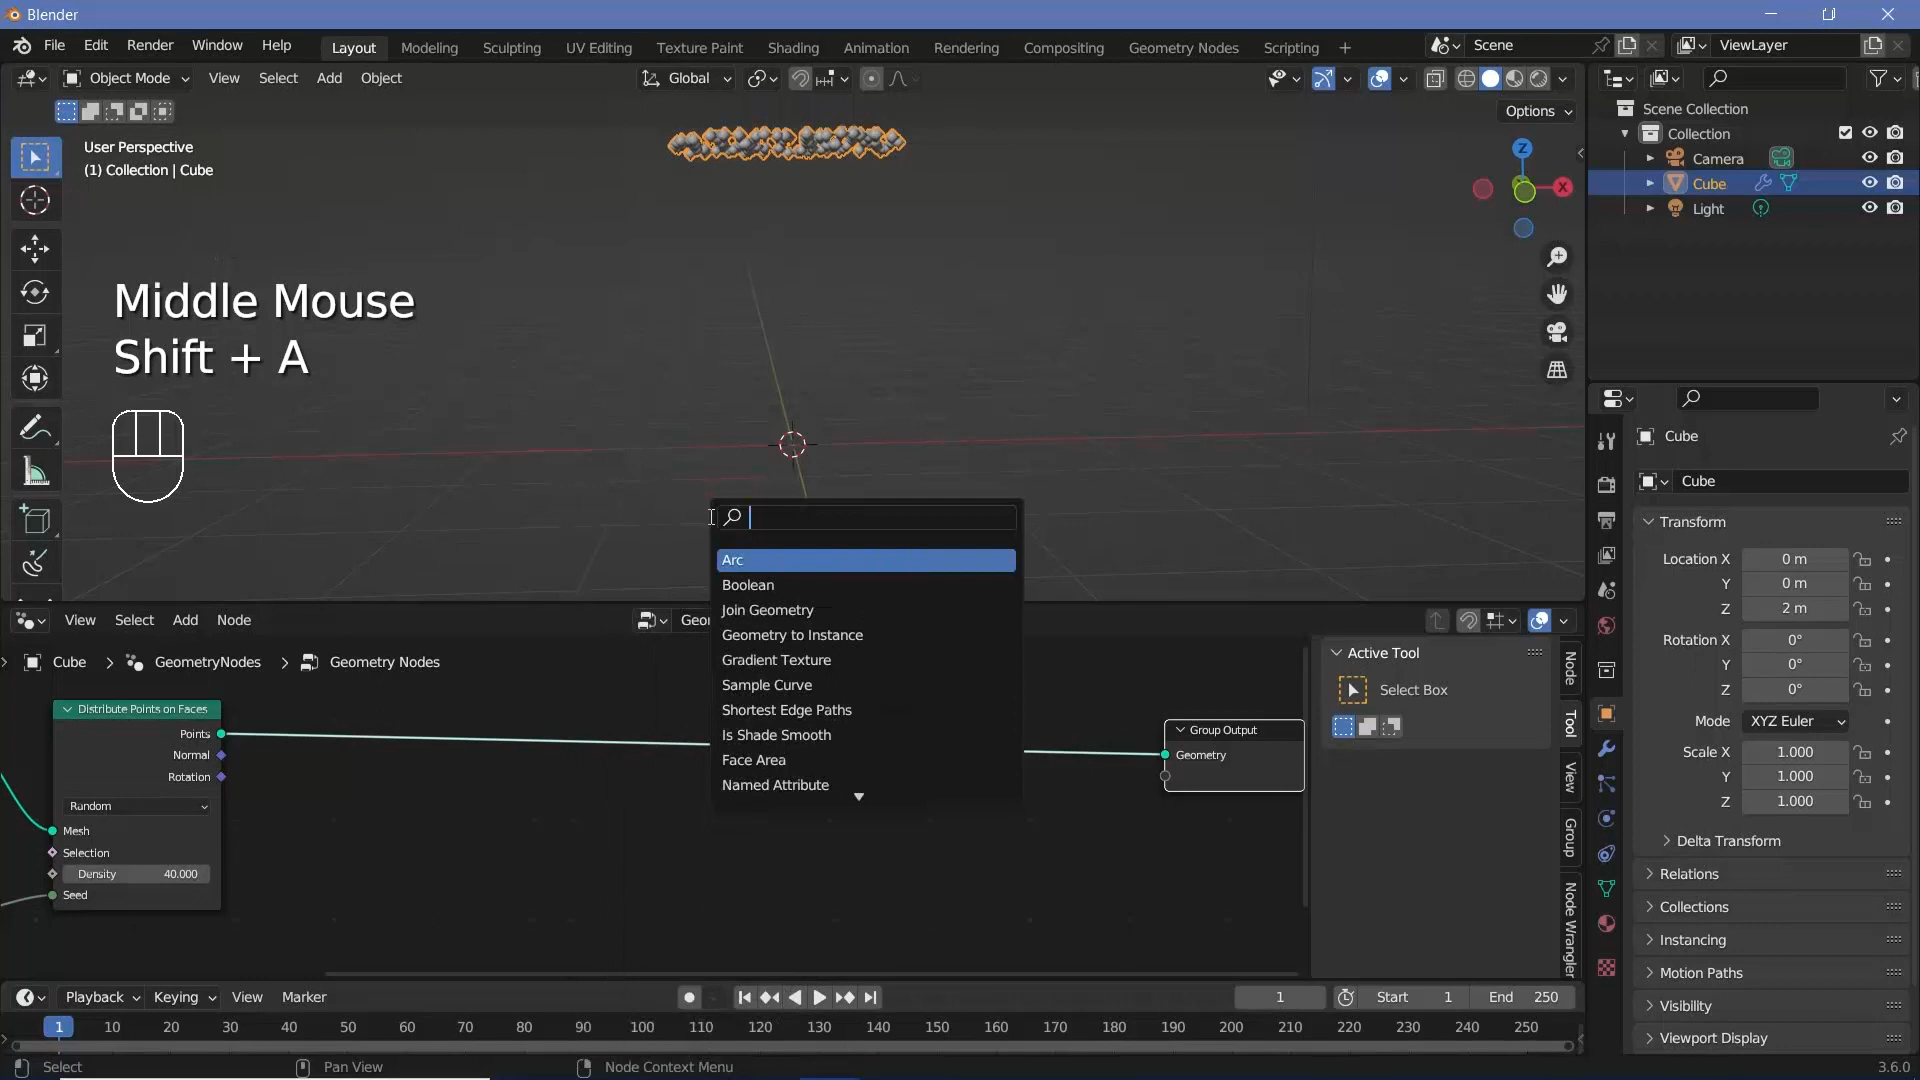 Blender
File Edit Render Window Help Layout Modeling Sculpting UV Editing Texture Paint Shading Animation Rendering Compositing Geometry Nodes Scripting + Scene ViewLayer
Object Mode View Select Add Object Global
Options
User Perspective
(1) Collection | Cube
Z
X
Middle Mouse
Shift + A
Scene Collection
Collection
Camera
Cube
Light
Arc
Boolean
Join Geometry
Geometry to Instance
Gradient Texture
Sample Curve
Shortest Edge Paths
Is Shade Smooth
Face Area
Named Attribute
View Select Add Node Geor
Cube > GeometryNodes > Geometry Nodes
Distribute Points on Faces
Points
Normal
Rotation
Random
Mesh
Selection
Density 40.000
Seed
Group Output
Geometry
Active Tool
Select Box
Node
Tool
View
Group
Node Wrangler
Cube
Cube
Transform
Location X 0 m
Y 0 m
Z 2 m
Rotation X 0°
Y 0°
Z 0°
Mode XYZ Euler
Scale X 1.000
Y 1.000
Z 1.000
Delta Transform
Relations
Collections
Instancing
Motion Paths
Visibility
Viewport Display
Playback Keying View Marker 1 Start 1 End 250
1 10 20 30 40 50 60 70 80 90 100 110 120 130 140 150 160 170 180 190 200 210 220 230 240 250
Select Pan View Node Context Menu 3.6.0